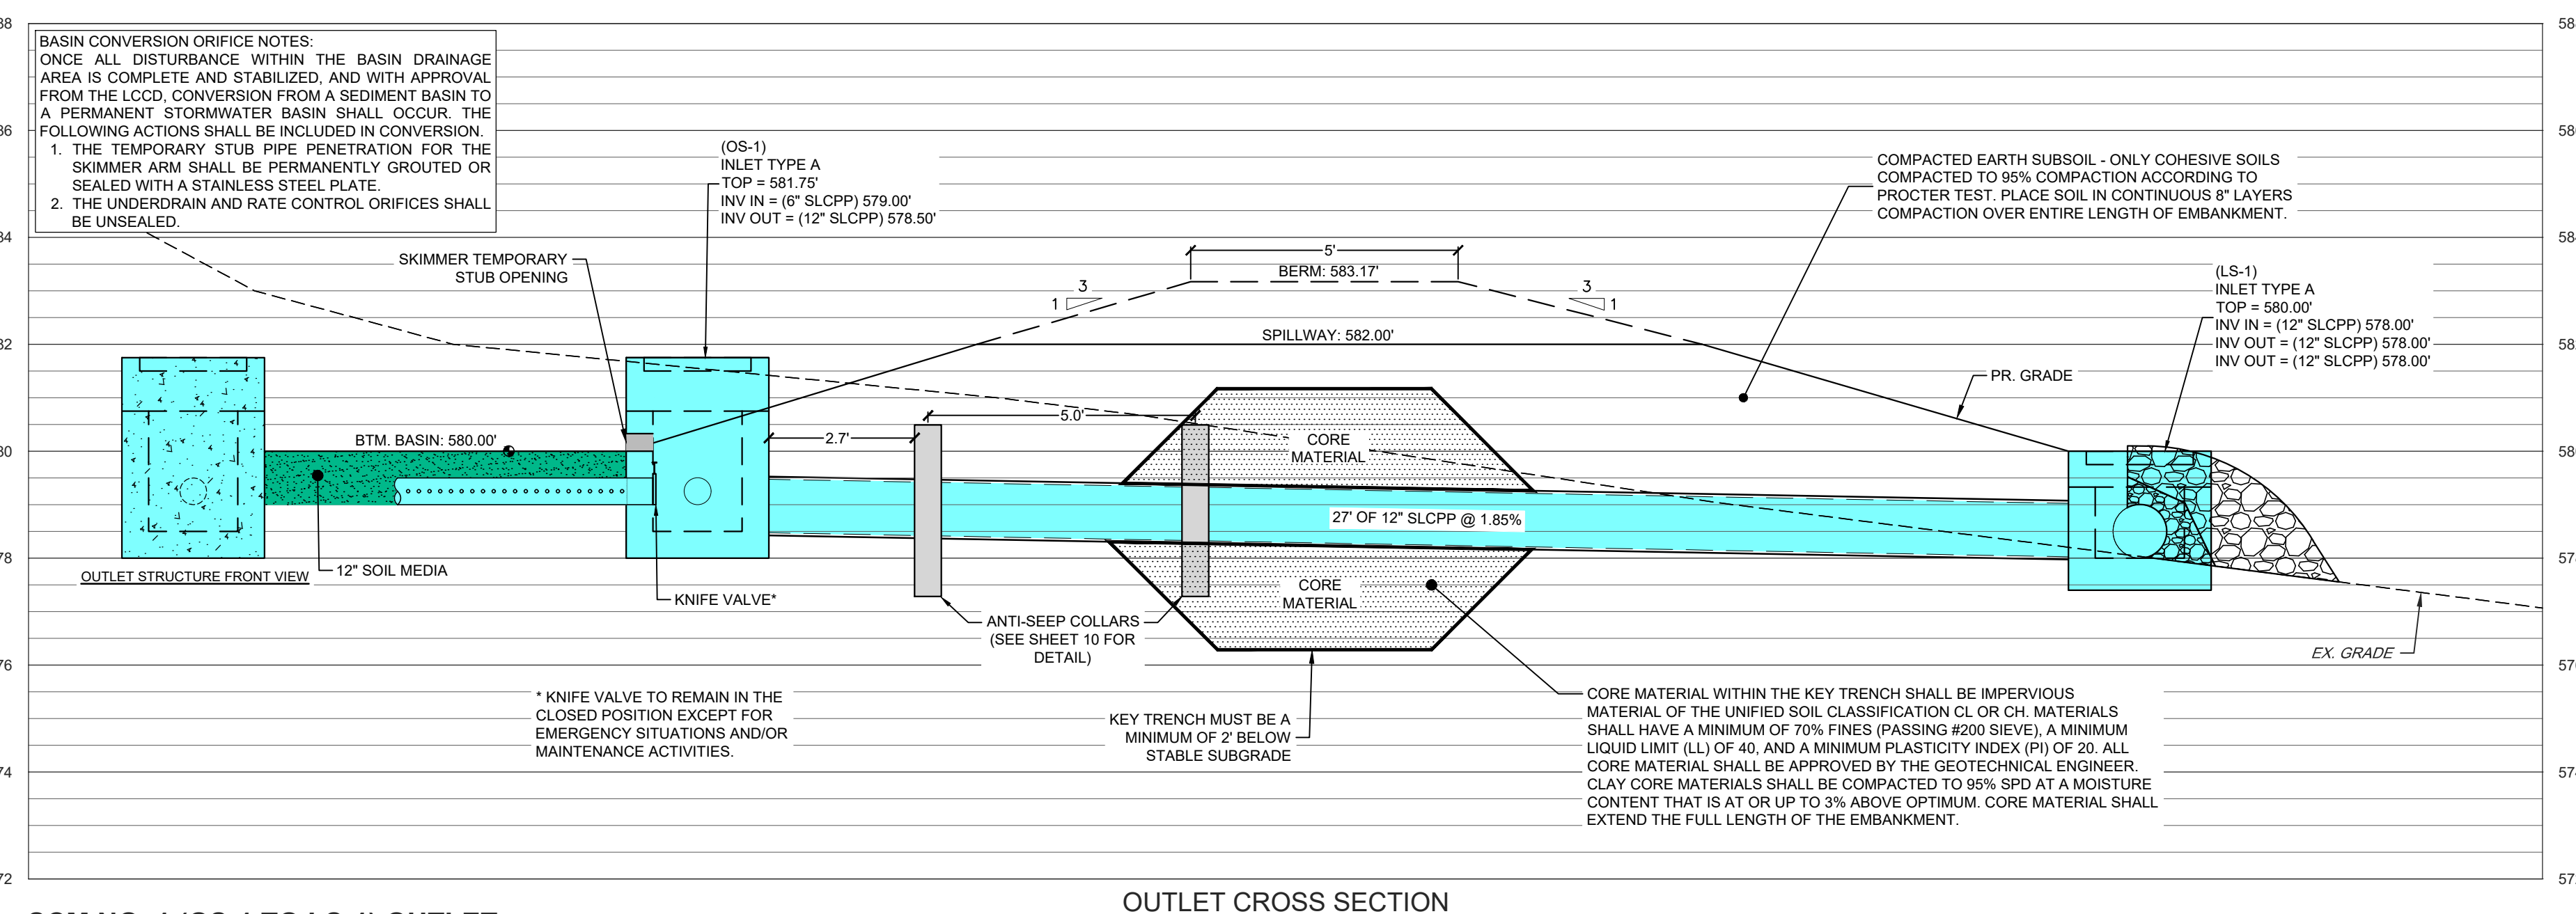 BASIN CONVERSION ORIFICE NOTES:
ONCE ALL DISTURBANCE WITHIN THE BASIN DRAINAGE
AREA IS COMPLETE AND STABILIZED, AND WITH APPROVAL
FROM THE LCCD, CONVERSION FROM A SEDIMENT BASIN TO
A PERMANENT STORMWATER BASIN SHALL OCCUR. THE
FOLLOWING ACTIONS SHALL BE INCLUDED IN CONVERSION.
1. THE TEMPORARY STUB PIPE PENETRATION FOR THE
SKIMMER ARM SHALL BE PERMANENTLY GROUTED OR
SEALED WITH A STAINLESS STEEL PLATE.
2. THE UNDERDRAIN AND RATE CONTROL ORIFICES SHALL
BE UNSEALED.
(OS-1)
INLET TYPE A
TOP = 581.75'
INV IN = (6" SLCPP) 579.00'
INV OUT = (12" SLCPP) 578.50'
SKIMMER TEMPORARY
STUB OPENING
5'
BERM: 583.17'
3
1
3
1
SPILLWAY: 582.00'
COMPACTED EARTH SUBSOIL - ONLY COHESIVE SOILS
COMPACTED TO 95% COMPACTION ACCORDING TO
PROCTER TEST. PLACE SOIL IN CONTINUOUS 8" LAYERS
COMPACTION OVER ENTIRE LENGTH OF EMBANKMENT.
(LS-1)
INLET TYPE A
TOP = 580.00'
INV IN = (12" SLCPP) 578.00'
INV OUT = (12" SLCPP) 578.00'
INV OUT = (12" SLCPP) 578.00'
PR. GRADE
BTM. BASIN: 580.00'
2.7'
5.0'
CORE
MATERIAL
27' OF 12" SLCPP @ 1.85%
OUTLET STRUCTURE FRONT VIEW
12" SOIL MEDIA
KNIFE VALVE*
CORE
MATERIAL
ANTI-SEEP COLLARS
(SEE SHEET 10 FOR
DETAIL)
EX. GRADE
* KNIFE VALVE TO REMAIN IN THE
CLOSED POSITION EXCEPT FOR
EMERGENCY SITUATIONS AND/OR
MAINTENANCE ACTIVITIES.
KEY TRENCH MUST BE A
MINIMUM OF 2' BELOW
STABLE SUBGRADE
CORE MATERIAL WITHIN THE KEY TRENCH SHALL BE IMPERVIOUS
MATERIAL OF THE UNIFIED SOIL CLASSIFICATION CL OR CH. MATERIALS
SHALL HAVE A MINIMUM OF 70% FINES (PASSING #200 SIEVE), A MINIMUM
LIQUID LIMIT (LL) OF 40, AND A MINIMUM PLASTICITY INDEX (PI) OF 20. ALL
CORE MATERIAL SHALL BE APPROVED BY THE GEOTECHNICAL ENGINEER.
CLAY CORE MATERIALS SHALL BE COMPACTED TO 95% SPD AT A MOISTURE
CONTENT THAT IS AT OR UP TO 3% ABOVE OPTIMUM. CORE MATERIAL SHALL
EXTEND THE FULL LENGTH OF THE EMBANKMENT.
OUTLET CROSS SECTION